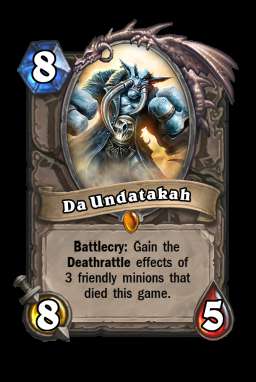 8
Da Undatakah
Battlecry: Gain the
Deathrattle effects of
3 friendly minions that
died this game.
8
5